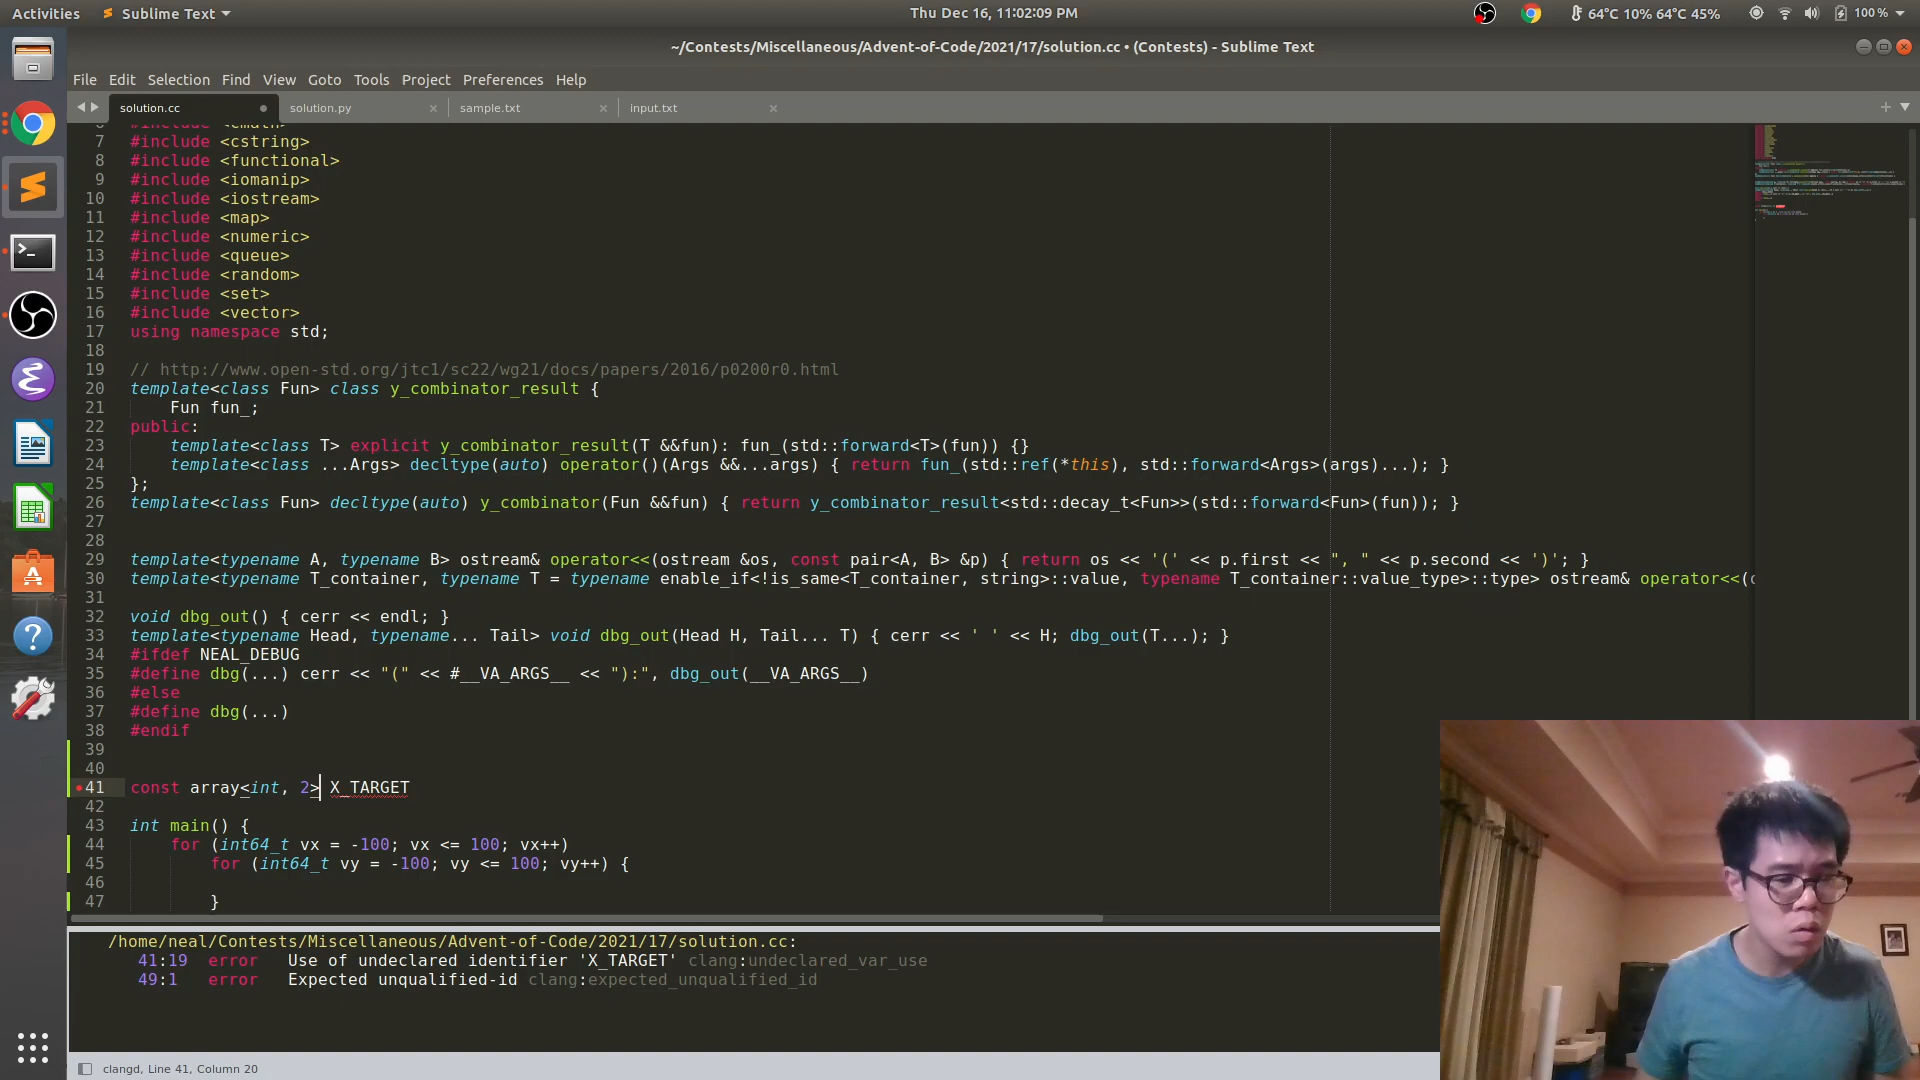 Activities
Sublime Text
Thu Dec 16, 11:02:09 PM
64°C 10% 64°C 45%
100 %
~/Contests/Miscellaneous/Advent-of-Code/2021/17/solution.cc • (Contests) - Sublime Text
File Edit Selection Find View Goto Tools Project Preferences Help
solution.cc
solution.py
sample.txt
input.txt
6 #include <cmath>
7 #include <cstring>
8 #include <functional>
9 #include <iomanip>
10 #include <iostream>
11 #include <map>
12 #include <numeric>
13 #include <queue>
14 #include <random>
15 #include <set>
16 #include <vector>
17 using namespace std;
18
19 // http://www.open-std.org/jtc1/sc22/wg21/docs/papers/2016/p0200r0.html
20 template<class Fun> class y_combinator_result {
21 Fun fun_;
22 public:
23 template<class T> explicit y_combinator_result(T &&fun): fun_(std::forward<T>(fun)) {}
24 template<class ...Args> decltype(auto) operator()(Args &&...args) { return fun_(std::ref(*this), std::forward<Args>(args)...); }
25 };
26 template<class Fun> decltype(auto) y_combinator(Fun &&fun) { return y_combinator_result<std::decay_t<Fun>>(std::forward<Fun>(fun)); }
27
28
29 template<typename A, typename B> ostream& operator<<(ostream &os, const pair<A, B> &p) { return os << '(' << p.first << ", " << p.second << ')'; }
30 template<typename T_container, typename T = typename enable_if<!is_same<T_container, string>::value, typename T_container::value_type>::type> ostream& operator<<(
31
32 void dbg_out() { cerr << endl; }
33 template<typename Head, typename... Tail> void dbg_out(Head H, Tail... T) { cerr << ' ' << H; dbg_out(T...); }
34 #ifdef NEAL_DEBUG
35 #define dbg(...) cerr << "(" << #__VA_ARGS__ << "):", dbg_out(__VA_ARGS__)
36 #else
37 #define dbg(...)
38 #endif
39
40
41 const array<int, 2> X_TARGET
42
43 int main() {
44 for (int64_t vx = -100; vx <= 100; vx++)
45 for (int64_t vy = -100; vy <= 100; vy++) {
46
47 }
/home/neal/Contests/Miscellaneous/Advent-of-Code/2021/17/solution.cc:
41:19 error Use of undeclared identifier 'X_TARGET' clang:undeclared_var_use
49:1 error Expected unqualified-id clang:expected_unqualified_id
clangd, Line 41, Column 20